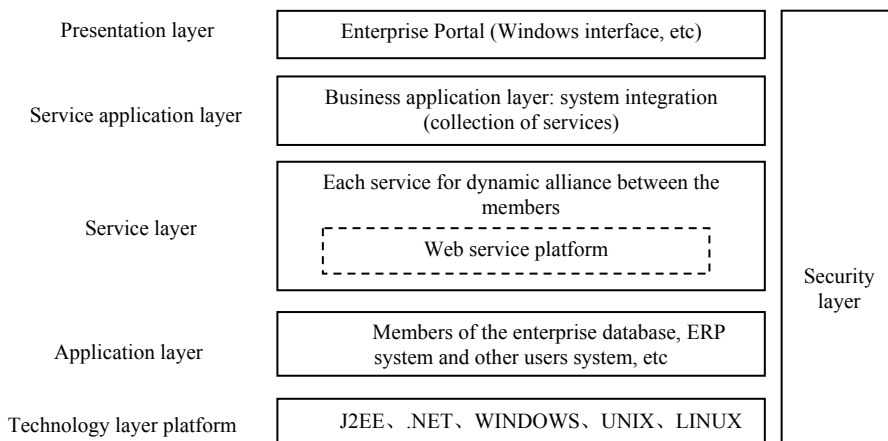 Presentation layer
Enterprise Portal (Windows interface, etc)
Service application layer
Business application layer: system integration
(collection of services)
Service layer
Each service for dynamic alliance between the
members
Web service platform
Security
layer
Application layer
Members of the enterprise database, ERP
system and other users system, etc
Technology layer platform
J2EE、.NET、WINDOWS、UNIX、LINUX